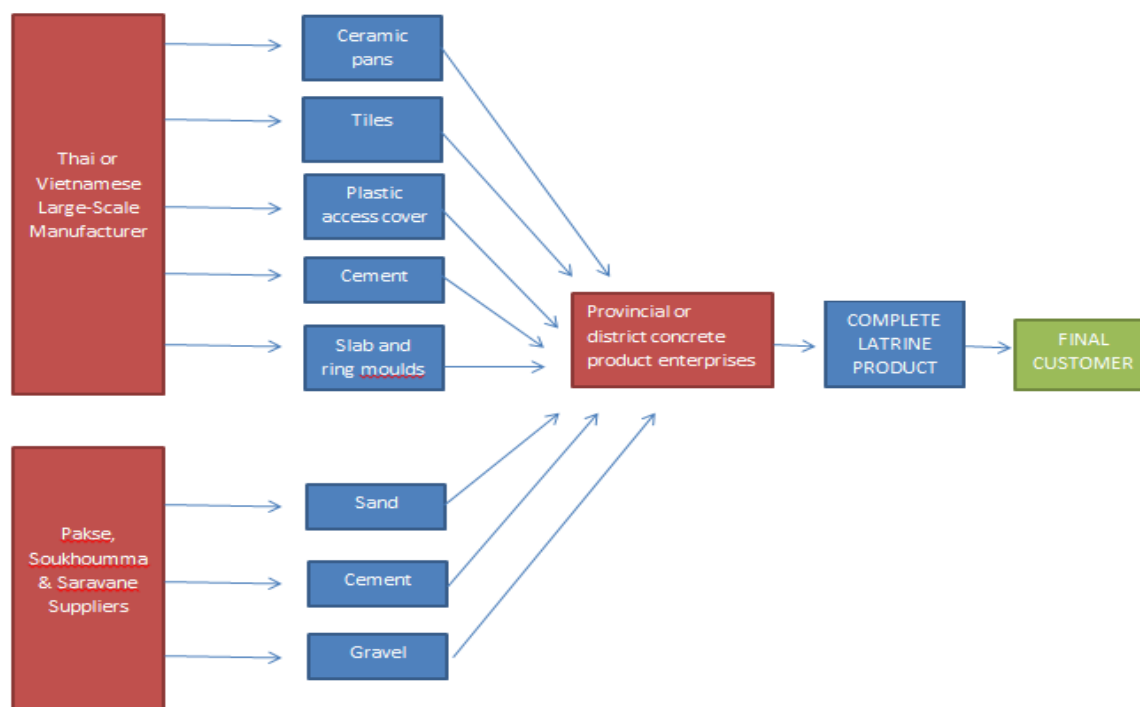 Thai or
Vietnamese
Large-Scale
Manufacturer
Ceramic
pans
Tiles
Plastic
access cover
Cement
Slab and
ring moulds
Provincial or
district concrete
product enterprises
COMPLETE
LATRINE
PRODUCT
FINAL
CUSTOMER
Pakse,
Soukhoumma
& Saravane
Suppliers
Sand
Cement
Gravel